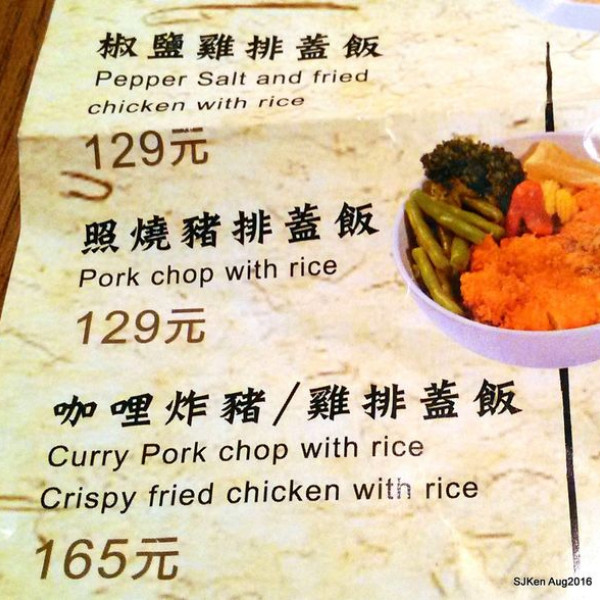 椒鹽雞排蓋飯
Pepper Salt and fried
chicken with rice
129元
照燒豬排蓋飯
Pork chop with rice
129元
咖哩炸豬/雞排蓋飯
Curry Pork chop with rice
Crispy fried chicken with rice
165元
SJKen Aug2016